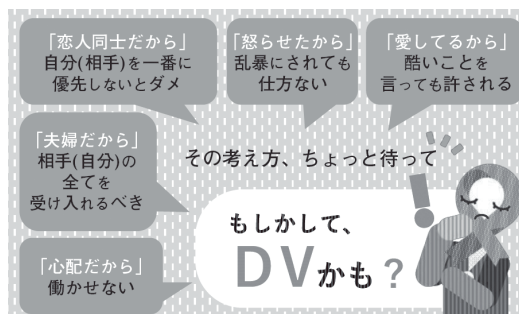 「恋人同士だから」
自分(相手)を一番に
優先しないとダメ
「怒らせたから」
乱暴にされても
仕方ない
「愛してるから」
酷いことを
言っても許される
「夫婦だから」
相手(自分)の
全てを
受け入れるべき
その考え方、ちょっと待って
！
もしかして、
DVかも？
「心配だから」
働かせない